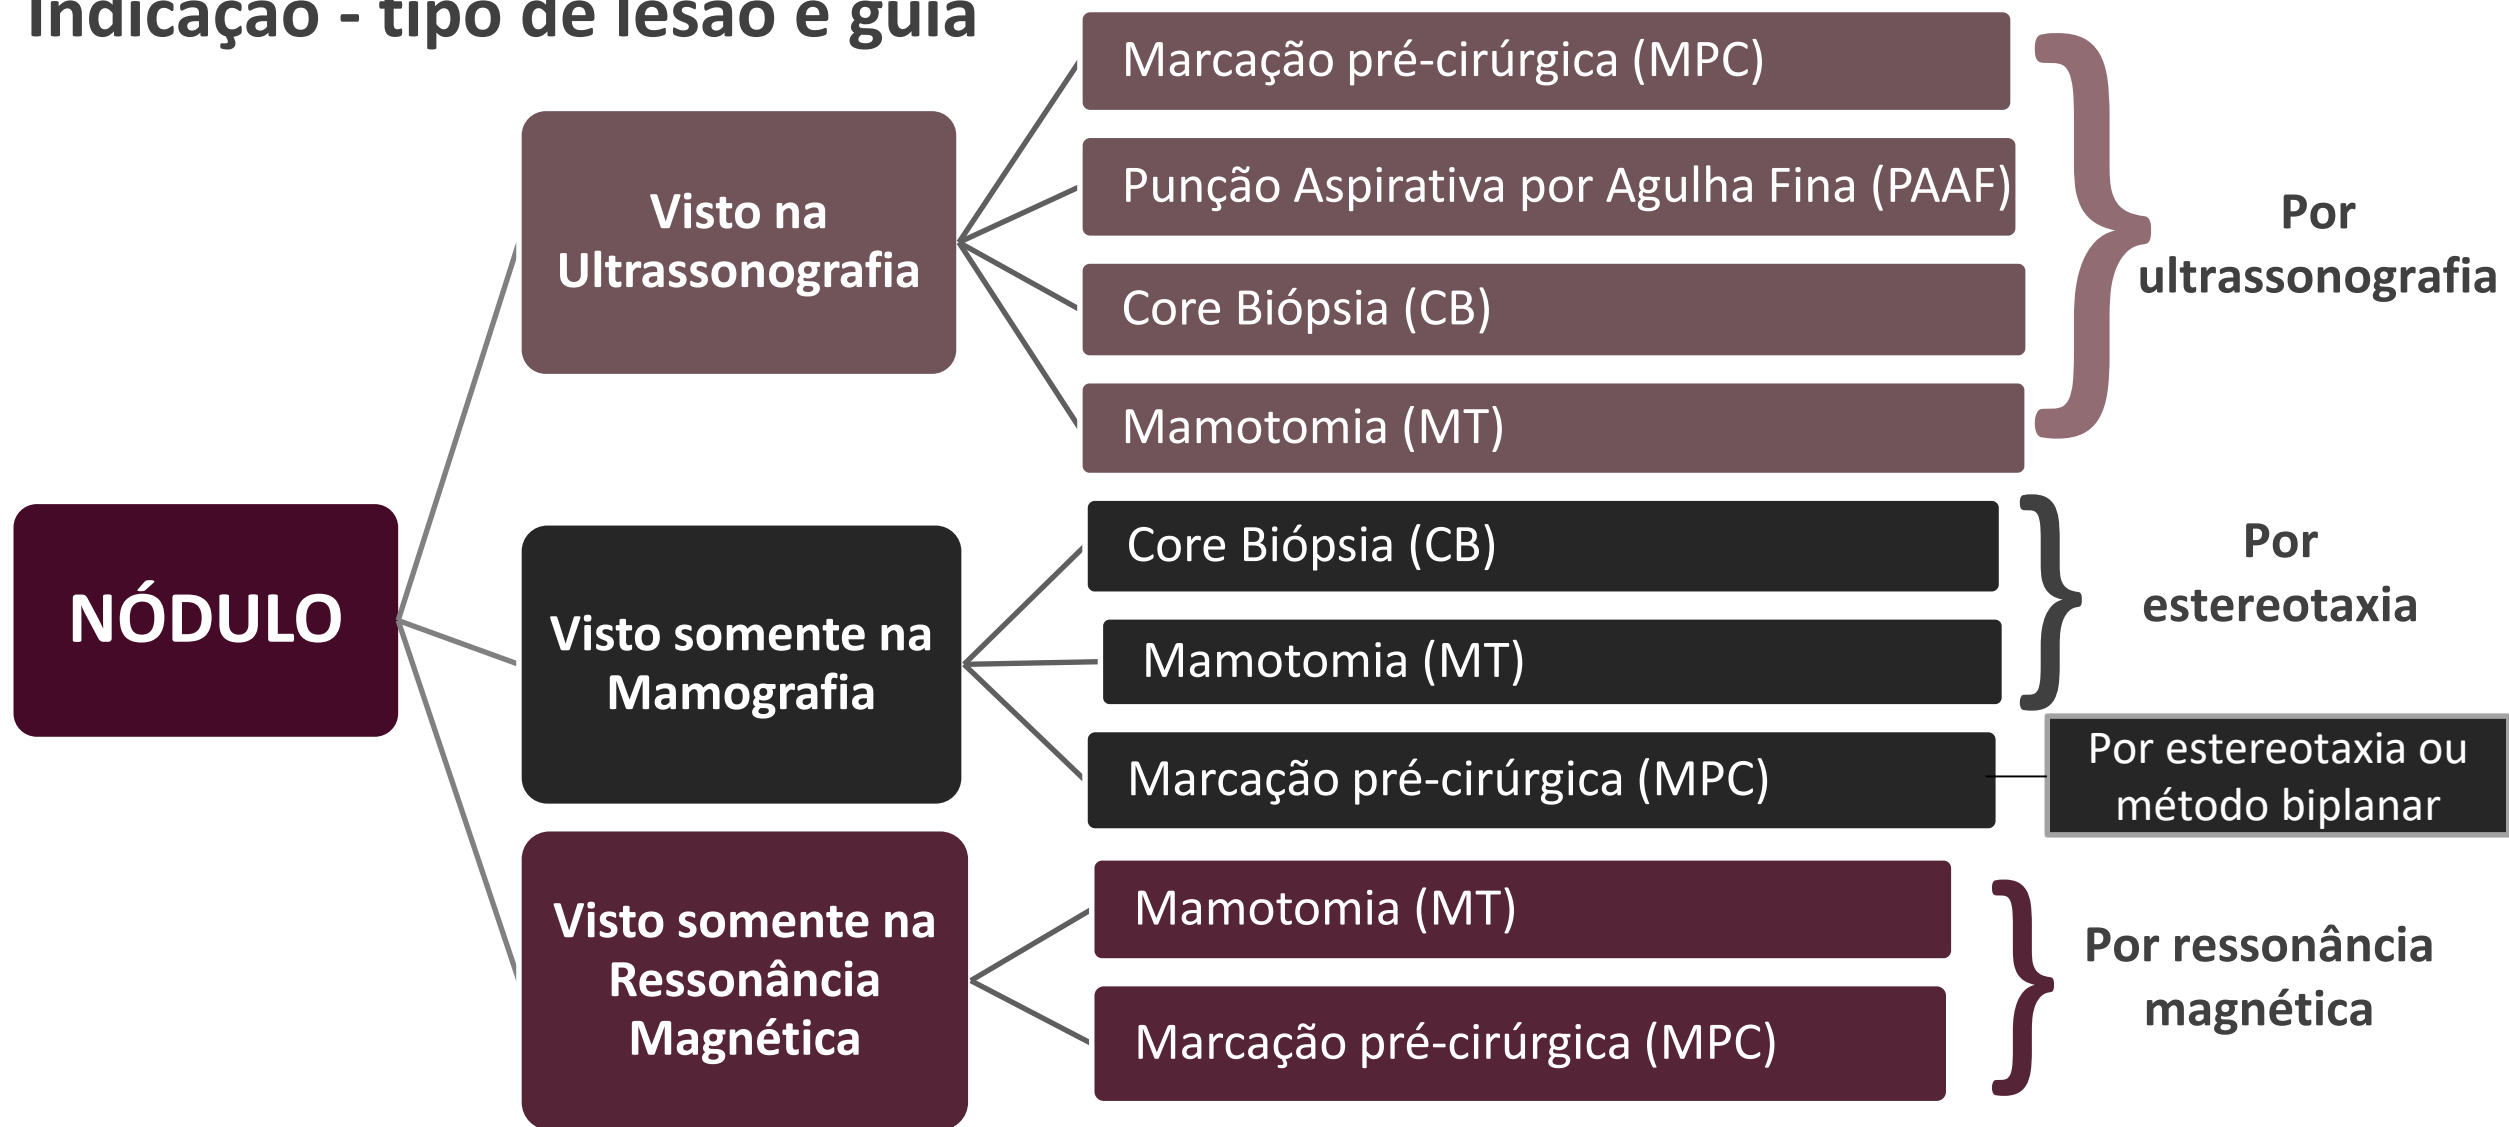 Indicação - tipo de lesão e guia
NÓDULO
Visto na
Ultrassonografia
Marcação pré-cirúrgica (MPC)
Punção Aspirativa por Agulha Fina (PAAF)
Core Biópsia (CB)
Mamotomia (MT)
Por
ultrassonografia
Visto somente na
Mamografia
Core Biópsia (CB)
Mamotomia (MT)
Marcação pré-cirúrgica (MPC)
Por
estereotaxia
Por estereotaxia ou
método biplanar
Visto somente na
Ressonância
Magnética
Mamotomia (MT)
Marcação pré-cirúrgica (MPC)
Por ressonância
magnética